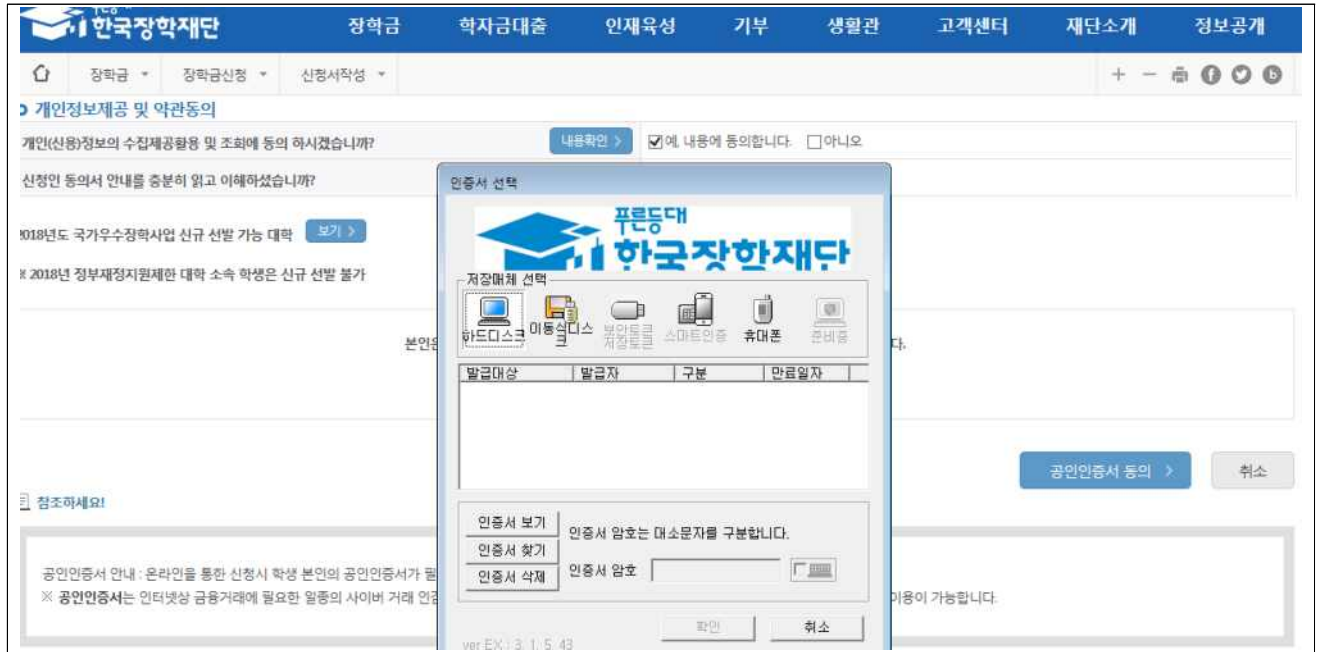 한국장학재단 장학금 학자금대출 인재육성 기부 생활관 고객센터 재단소개 정보공개
장학금 장학금신청 신청서작성
개인정보제공 및 약관동의
개인(신용)정보의 수집제공활용 및 조회에 동의 하시겠습니까? 내용확인 > 예, 내용에 동의합니다. 아니오
신청인 동의서 안내를 충분히 읽고 이해하셨습니까?
2018년도 국가우수장학사업 신규 선발 가능 대학 보기 >
※ 2018년 정부재정지원제한 대학 소속 학생은 신규 선발 불가
본인은
다.
인증서 선택
푸른등대
한국장학재단
저장매체 선택
하드디스크 이동식디스크 보안토큰 저장토큰 스마트인증 휴대폰 준비중
발급대상 발급자 구분 만료일자
인증서 보기
인증서 찾기
인증서 삭제
인증서 암호는 대소문자를 구분합니다.
인증서 암호
확인 취소
ver EX.: 3, 1, 5, 43
공인인증서 동의 > 취소
참조하세요!
공인인증서 안내 : 온라인을 통한 신청시 학생 본인의 공인인증서가 필
※ 공인인증서는 인터넷상 금융거래에 필요한 일종의 사이버 거래 인감
이용이 가능합니다.